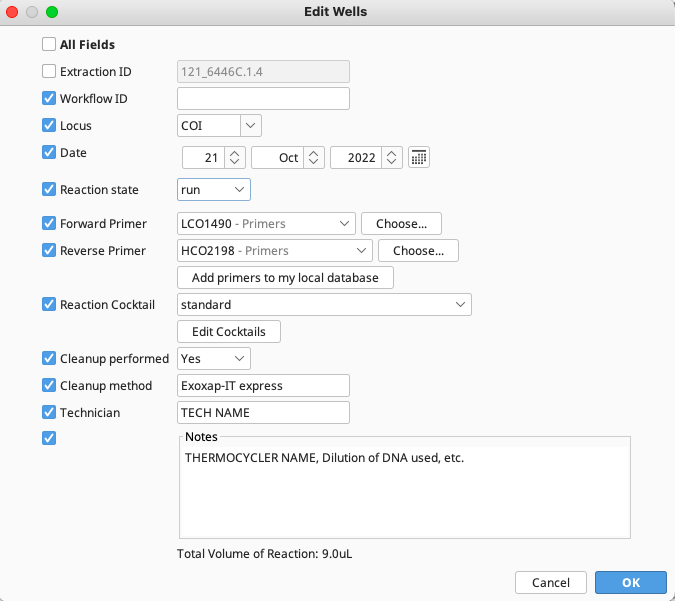 Edit Wells
All Fields
Extraction ID 121_6446C.1.4
Workflow ID
Locus COI
Date 21 Oct 2022
Reaction state run
Forward Primer LCO1490 - Primers Choose...
Reverse Primer HCO2198 - Primers Choose...
Add primers to my local database
Reaction Cocktail standard
Edit Cocktails
Cleanup performed Yes
Cleanup method Exoxap-IT express
Technician TECH NAME
Notes
THERMOCYCLER NAME, Dilution of DNA used, etc.
Total Volume of Reaction: 9.0uL
Cancel OK